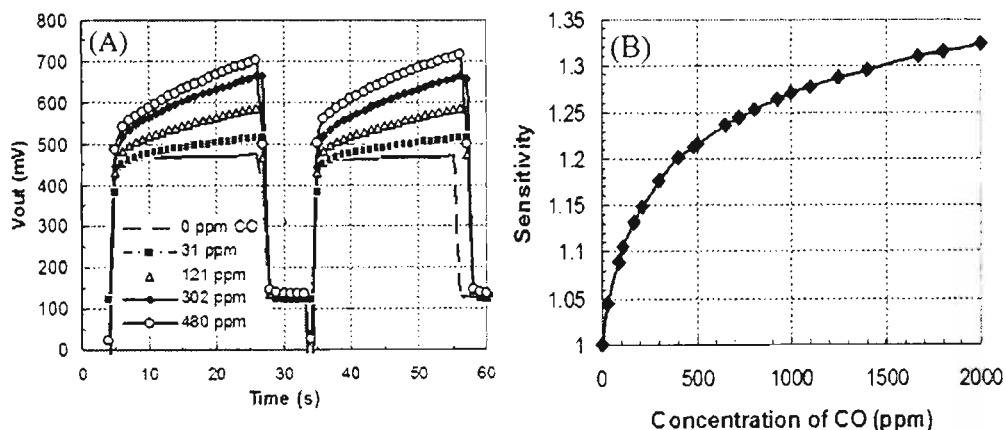 (A)
Vout (mV)
800
700
600
500
400
300
200
100
0
0 ppm CO
31 ppm
121 ppm
302 ppm
480 ppm
0 10 20 30 40 50 60
Time (s)
(B)
Sensitivity
1.35
1.3
1.25
1.2
1.15
1.1
1.05
1
0 500 1000 1500 2000
Concentration of CO (ppm)